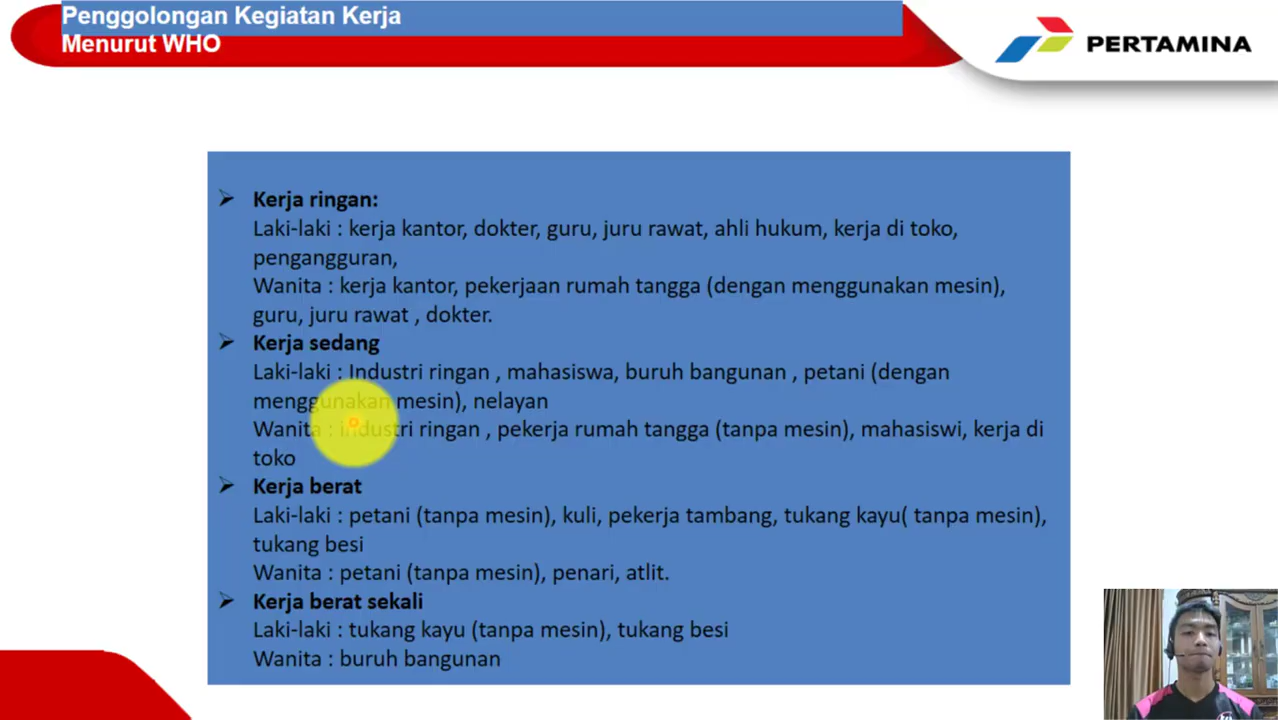 Penggolongan Kegiatan Kerja
Menurut WHO
PERTAMINA
Kerja ringan:
Laki-laki : kerja kantor, dokter, guru, juru rawat, ahli hukum, kerja di toko,
pengangguran,
Wanita : kerja kantor, pekerjaan rumah tangga (dengan menggunakan mesin),
guru, juru rawat , dokter.
Kerja sedang
Laki-laki : Industri ringan , mahasiswa, buruh bangunan , petani (dengan
menggunakan mesin), nelayan
Wanita : industri ringan , pekerja rumah tangga (tanpa mesin), mahasiswi, kerja di
toko
Kerja berat
Laki-laki : petani (tanpa mesin), kuli, pekerja tambang, tukang kayu( tanpa mesin),
tukang besi
Wanita : petani (tanpa mesin), penari, atlit.
Kerja berat sekali
Laki-laki : tukang kayu (tanpa mesin), tukang besi
Wanita : buruh bangunan